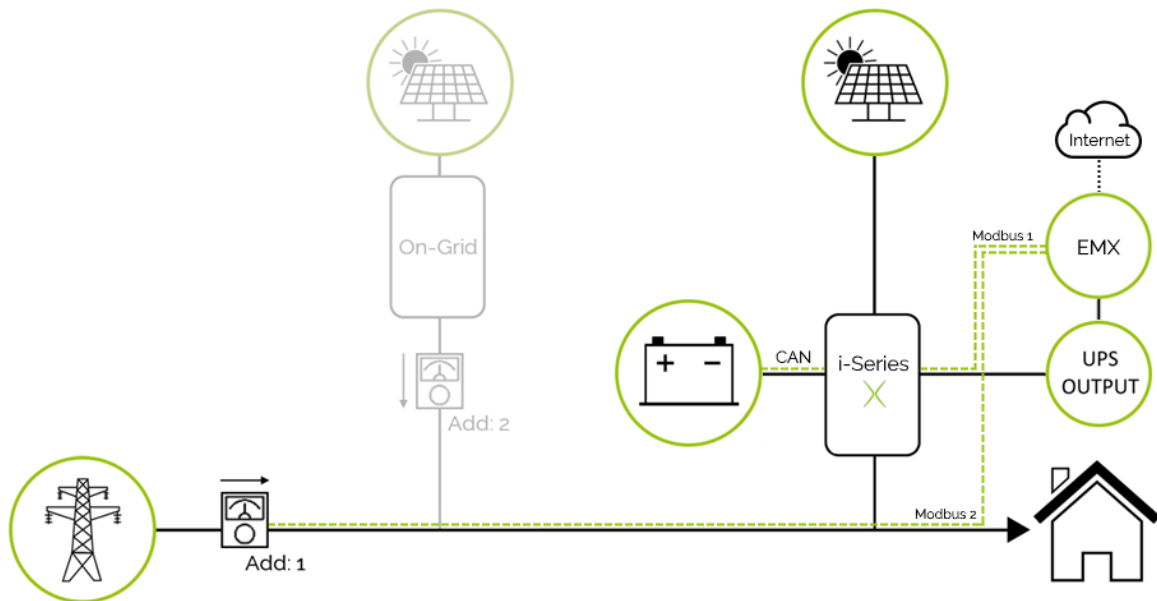 Internet
Modbus 1
On-Grid
EMX
CAN
i-Series
X
UPS
OUTPUT
+ −
Add: 2
Modbus 2
Add: 1